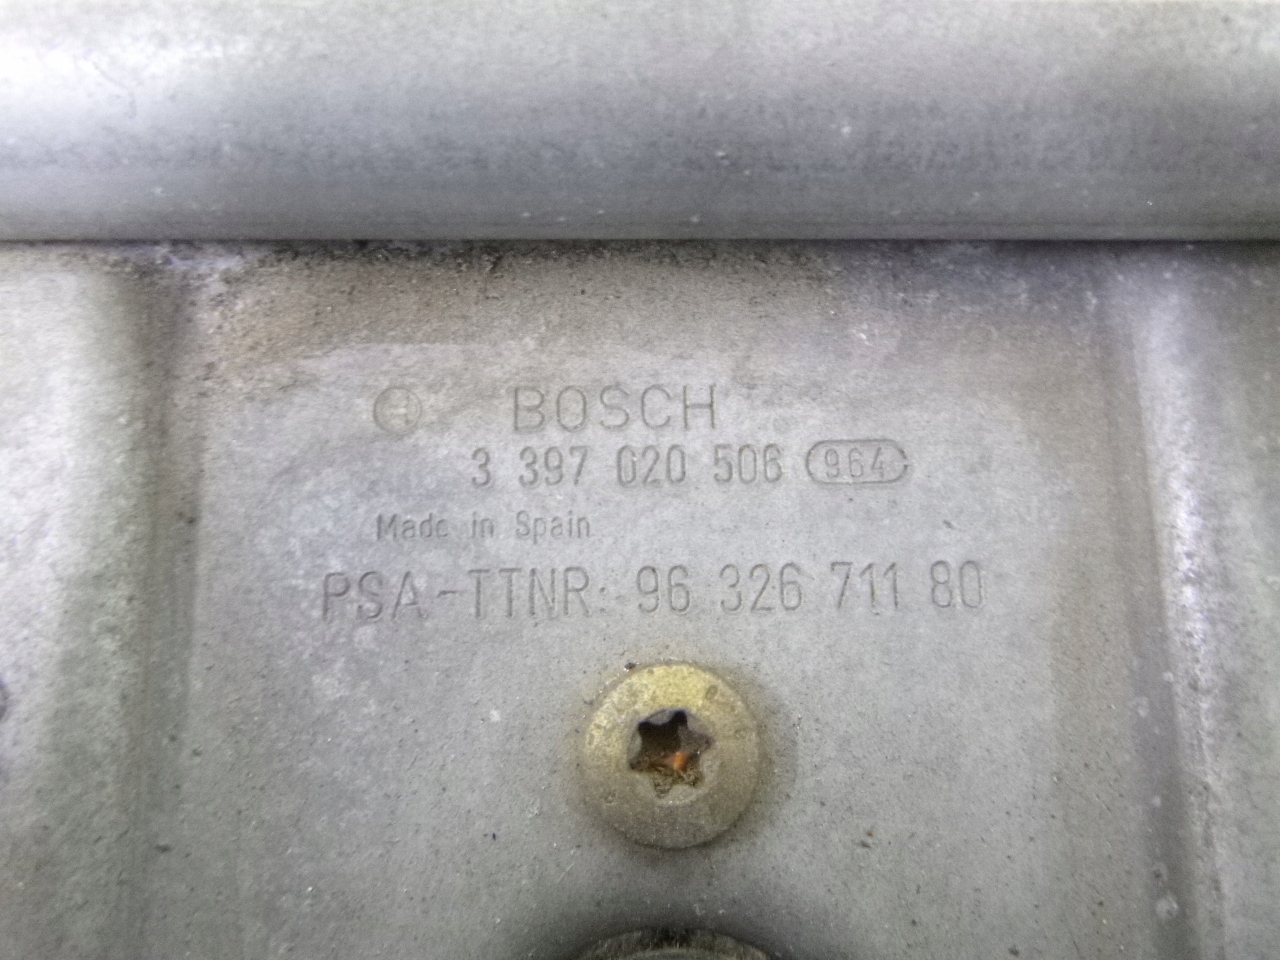 BOSCH
3 397 020 506 964
Made in Spain
PSA-TTNR: 96 326 711 80